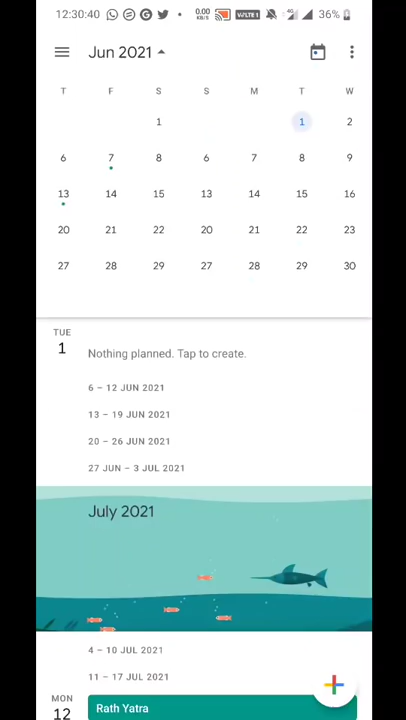 12:30:40 0.00 KB/S VoLTE 1 4G 36%
Jun 2021
T F S S M T W
1 1 2
6 7 8 6 7 8 9
13 14 15 13 14 15 16
20 21 22 20 21 22 23
27 28 29 27 28 29 30
TUE
1
Nothing planned. Tap to create.
6 – 12 JUN 2021
13 – 19 JUN 2021
20 – 26 JUN 2021
27 JUN – 3 JUL 2021
July 2021
4 – 10 JUL 2021
11 – 17 JUL 2021
MON
12
Rath Yatra